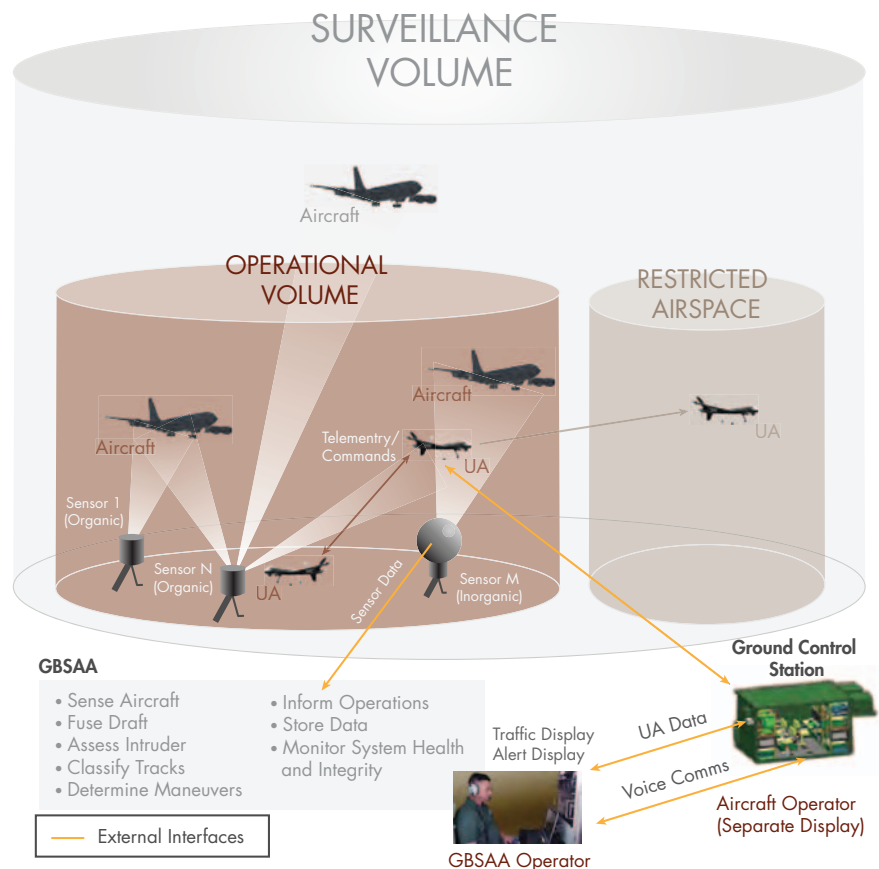 SURVEILLANCE
VOLUME
Aircraft
OPERATIONAL
VOLUME
RESTRICTED
AIRSPACE
Aircraft
Aircraft
Telementry/
Commands
UA
UA
Sensor 1
(Organic)
Sensor N
(Organic)
UA
Sensor Data
Sensor M
(Inorganic)
GBSAA
• Sense Aircraft
• Fuse Draft
• Assess Intruder
• Classify Tracks
• Determine Maneuvers
• Inform Operations
• Store Data
• Monitor System Health
and Integrity
Ground Control
Station
Traffic Display
Alert Display
UA Data
Voice Comms
Aircraft Operator
(Separate Display)
GBSAA Operator
External Interfaces